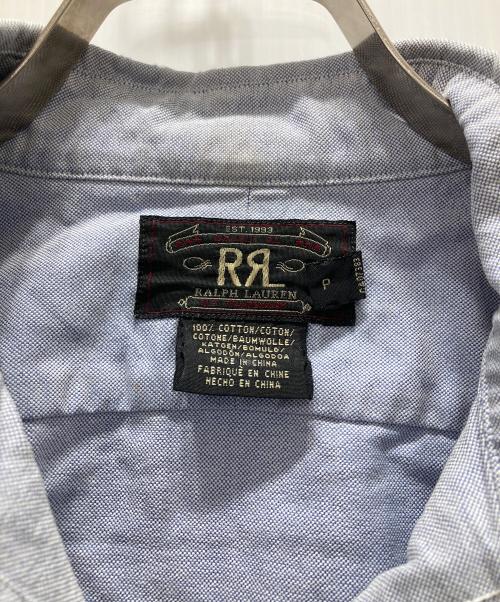 EST. 1993
RRL
RALPH LAUREN
P
CA07383
100% COTTON/COTON/
COTONE/BAUMWOLLE/
KATOEN/BOMULD/
ALGODÓN/ALGODOA
MADE IN CHINA
FABRIQUÉ EN CHINE
HECHO EN CHINA